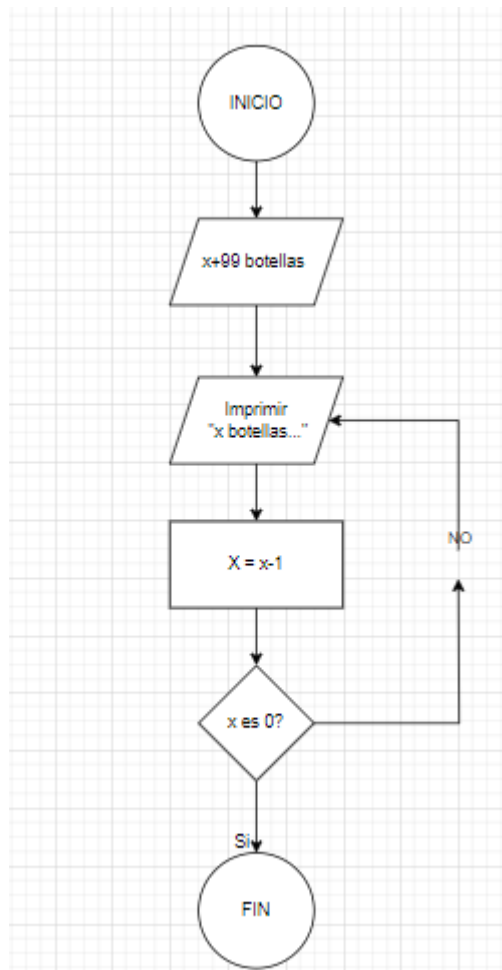 INICIO
x+99 botellas
Imprimir
"x botellas..."
X = x-1
NO
x es 0?
Si
FIN